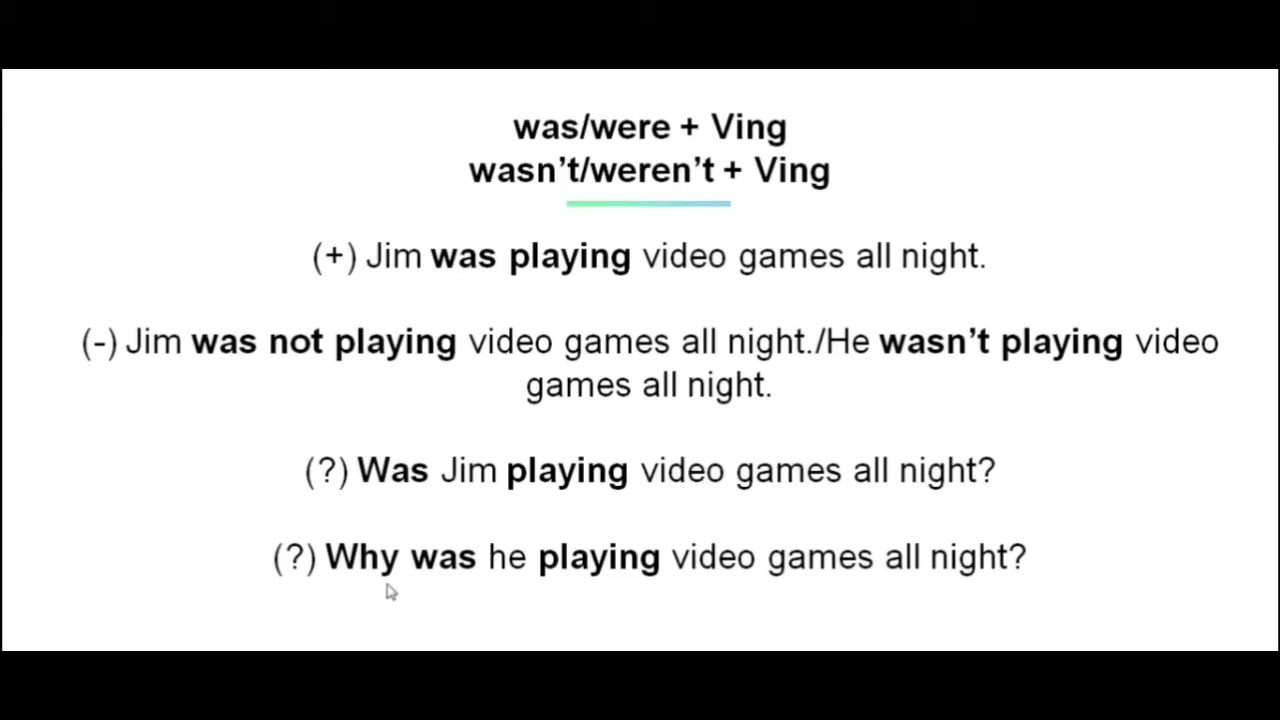 was/were + Ving
wasn’t/weren’t + Ving
(+) Jim was playing video games all night.
(-) Jim was not playing video games all night./He wasn’t playing video
games all night.
(?) Was Jim playing video games all night?
(?) Why was he playing video games all night?